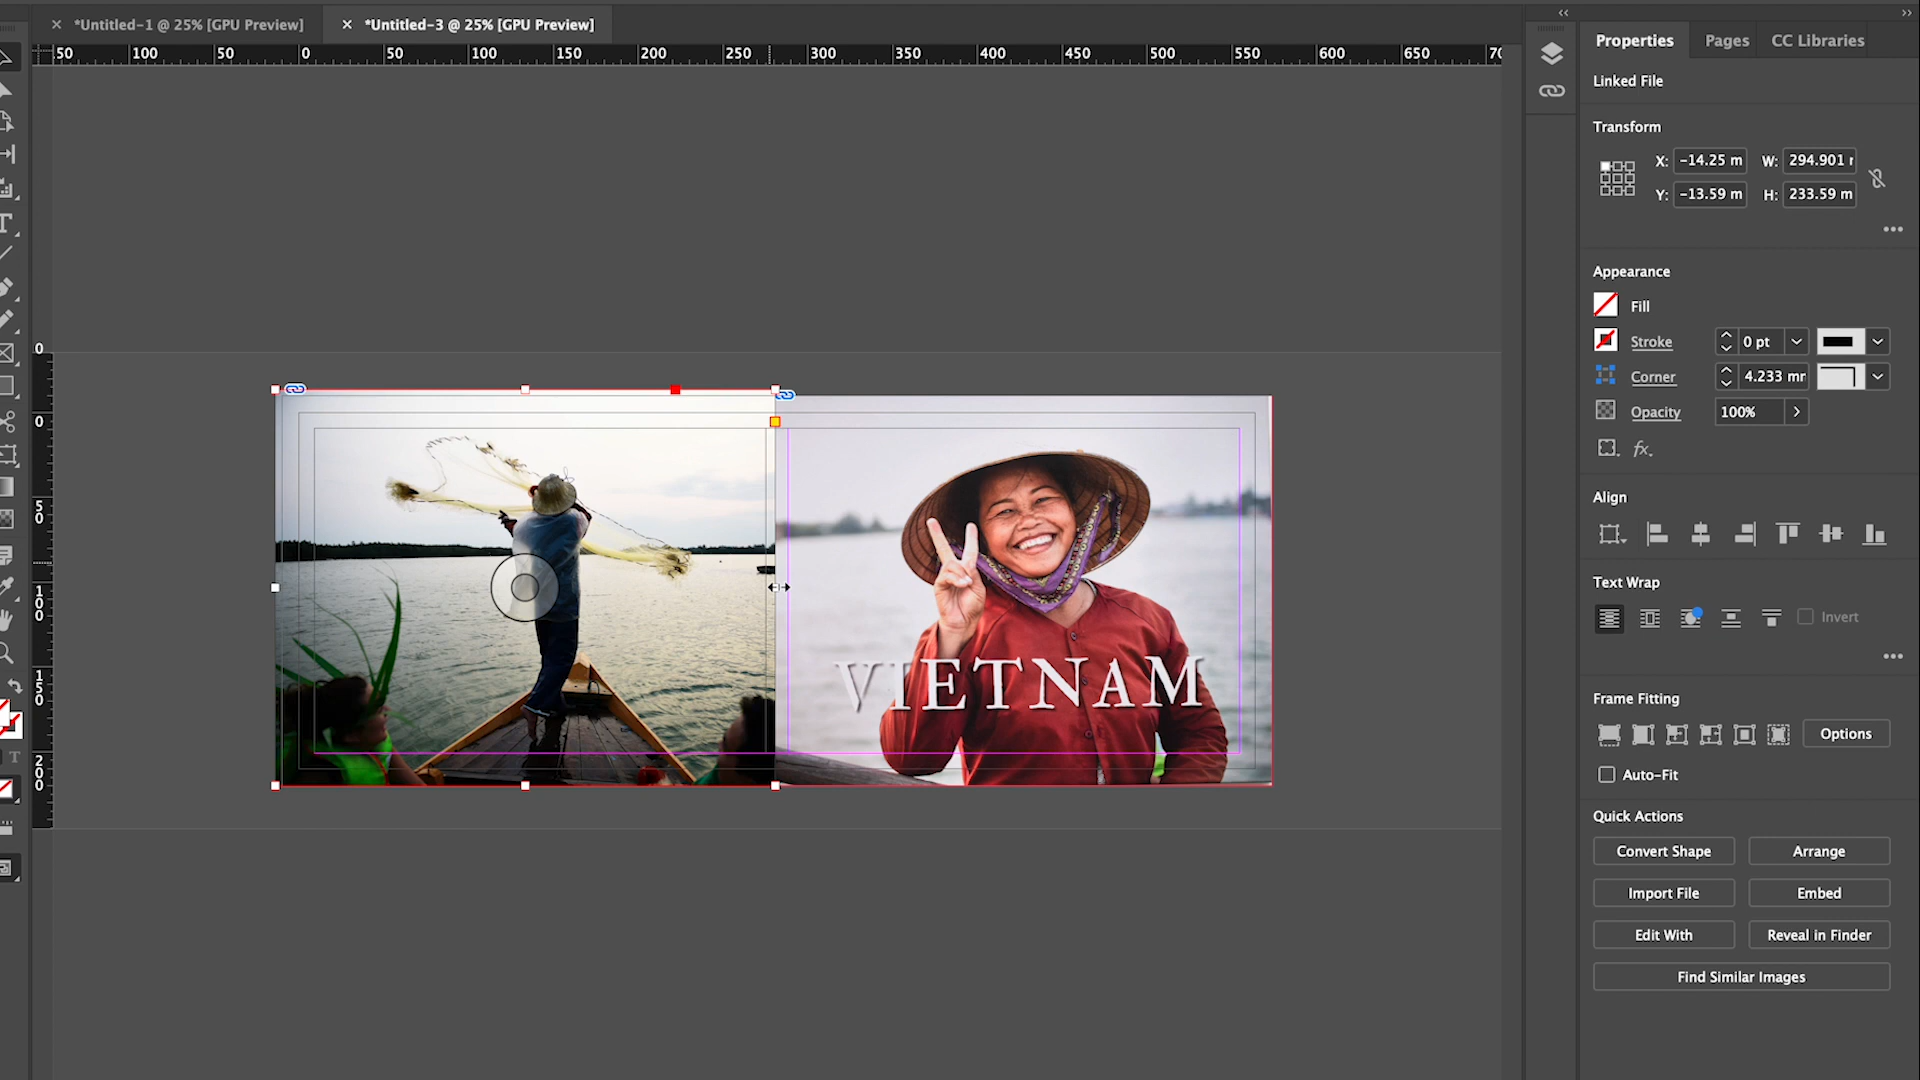 *Untitled-1 @ 25% [GPU Preview]
*Untitled-3 @ 25% [GPU Preview]
50 100 50 0 50 100 150 200 250 300 350 400 450 500 550 600 650 70
0
0
50
100
150
200
VIETNAM
Properties Pages CC Libraries
Linked File
Transform
X: -14.25 m W: 294.901 r
Y: -13.59 m H: 233.59 m
Appearance
Fill
Stroke 0 pt
Corner 4.233 mr
Opacity 100%
fx.
Align
Text Wrap
Invert
Frame Fitting
Options
Auto-Fit
Quick Actions
Convert Shape Arrange
Import File Embed
Edit With Reveal in Finder
Find Similar Images